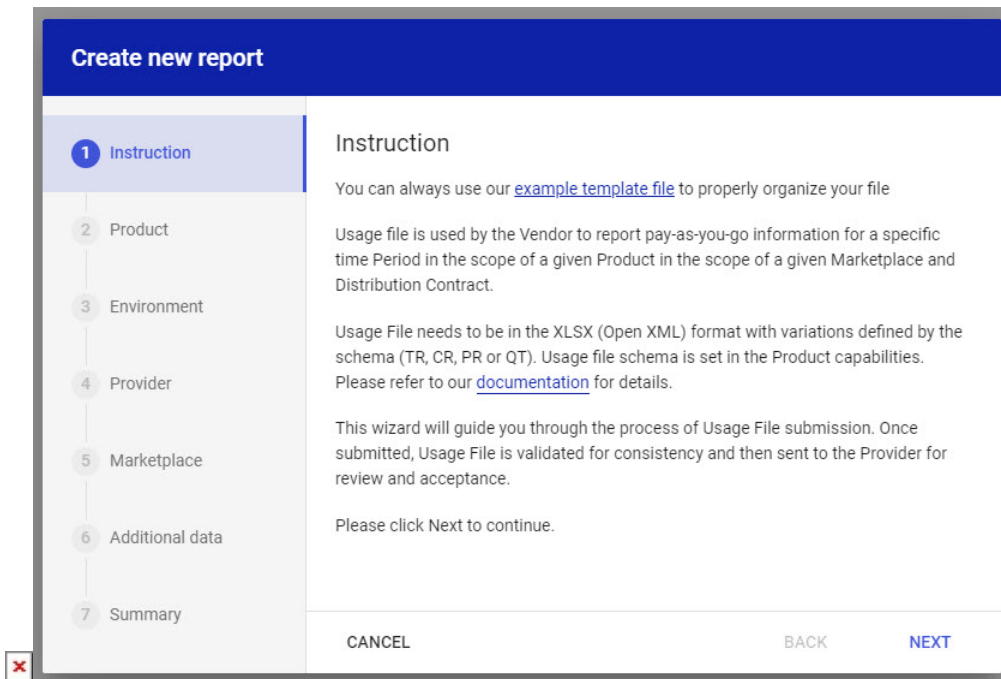 Create new report
1 Instruction
2 Product
3 Environment
4 Provider
5 Marketplace
6 Additional data
7 Summary
Instruction
You can always use our example template file to properly organize your file
Usage file is used by the Vendor to report pay-as-you-go information for a specific
time Period in the scope of a given Product in the scope of a given Marketplace and
Distribution Contract.
Usage File needs to be in the XLSX (Open XML) format with variations defined by the
schema (TR, CR, PR or QT). Usage file schema is set in the Product capabilities.
Please refer to our documentation for details.
This wizard will guide you through the process of Usage File submission. Once
submitted, Usage File is validated for consistency and then sent to the Provider for
review and acceptance.
Please click Next to continue.
CANCEL BACK NEXT